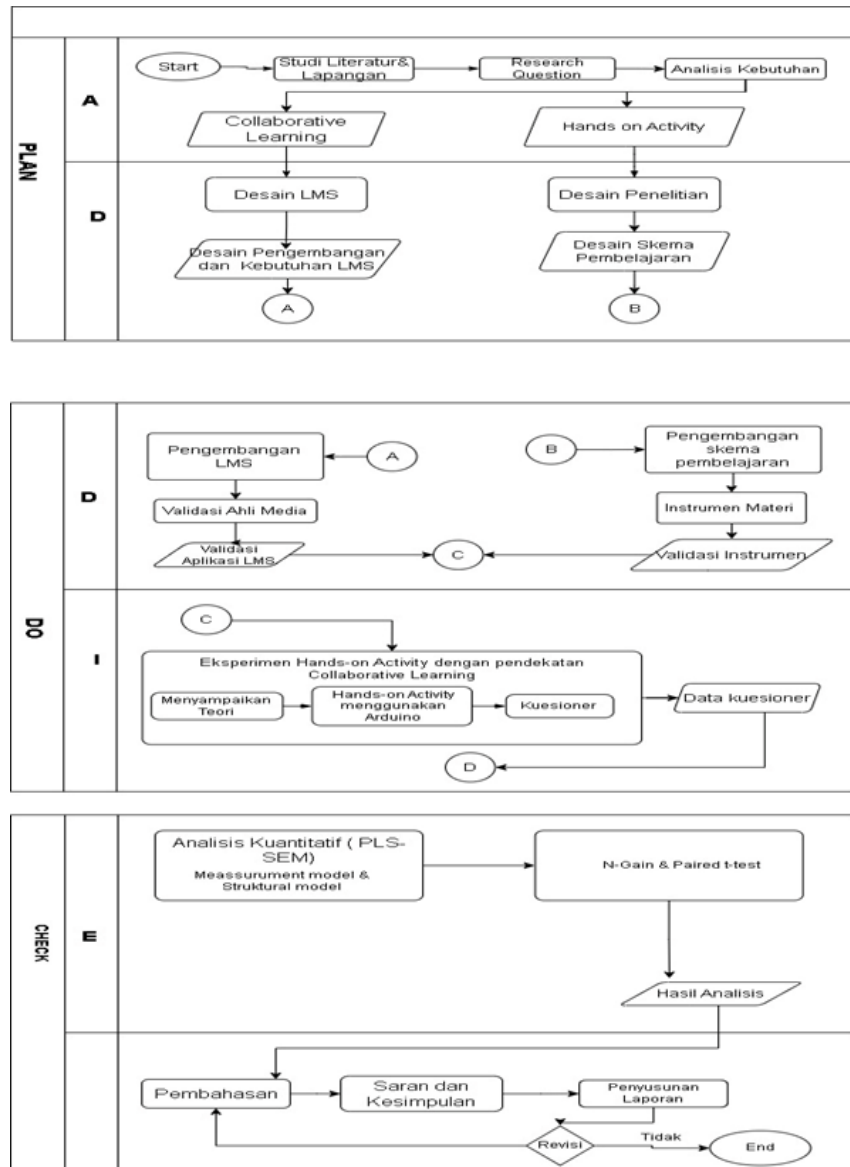 PLAN
A
Start
Studi Literatur&
Lapangan
Research
Question
Analisis Kebutuhan
Collaborative
Learning
Hands on Activity
D
Desain LMS
Desain Penelitian
Desain Pengembangan
dan Kebutuhan LMS
Desain Skema
Pembelajaran
A
B
DO
D
Pengembangan
LMS
A
B
Pengembangan
skema
pembelajaran
Validasi Ahli Media
Instrumen Materi
Validasi
Aplikasi LMS
C
Validasi Instrumen
I
C
Eksperimen Hands-on Activity dengan pendekatan
Collaborative Learning
Menyampaikan
Teori
Hands-on Activity
menggunakan
Arduino
Kuesioner
Data kuesioner
D
CHECK
E
Analisis Kuantitatif ( PLS-
SEM)
Meassurument model &
Struktural model
N-Gain & Paired t-test
Hasil Analisis
Pembahasan
Saran dan
Kesimpulan
Penyusunan
Laporan
Revisi
Tidak
End